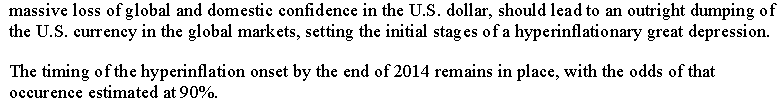 massive loss of global and domestic confidence in the U.S. dollar, should lead to an outright dumping of
the U.S. currency in the global markets, setting the initial stages of a hyperinflationary great depression.
The timing of the hyperinflation onset by the end of 2014 remains in place, with the odds of that
occurence estimated at 90%.